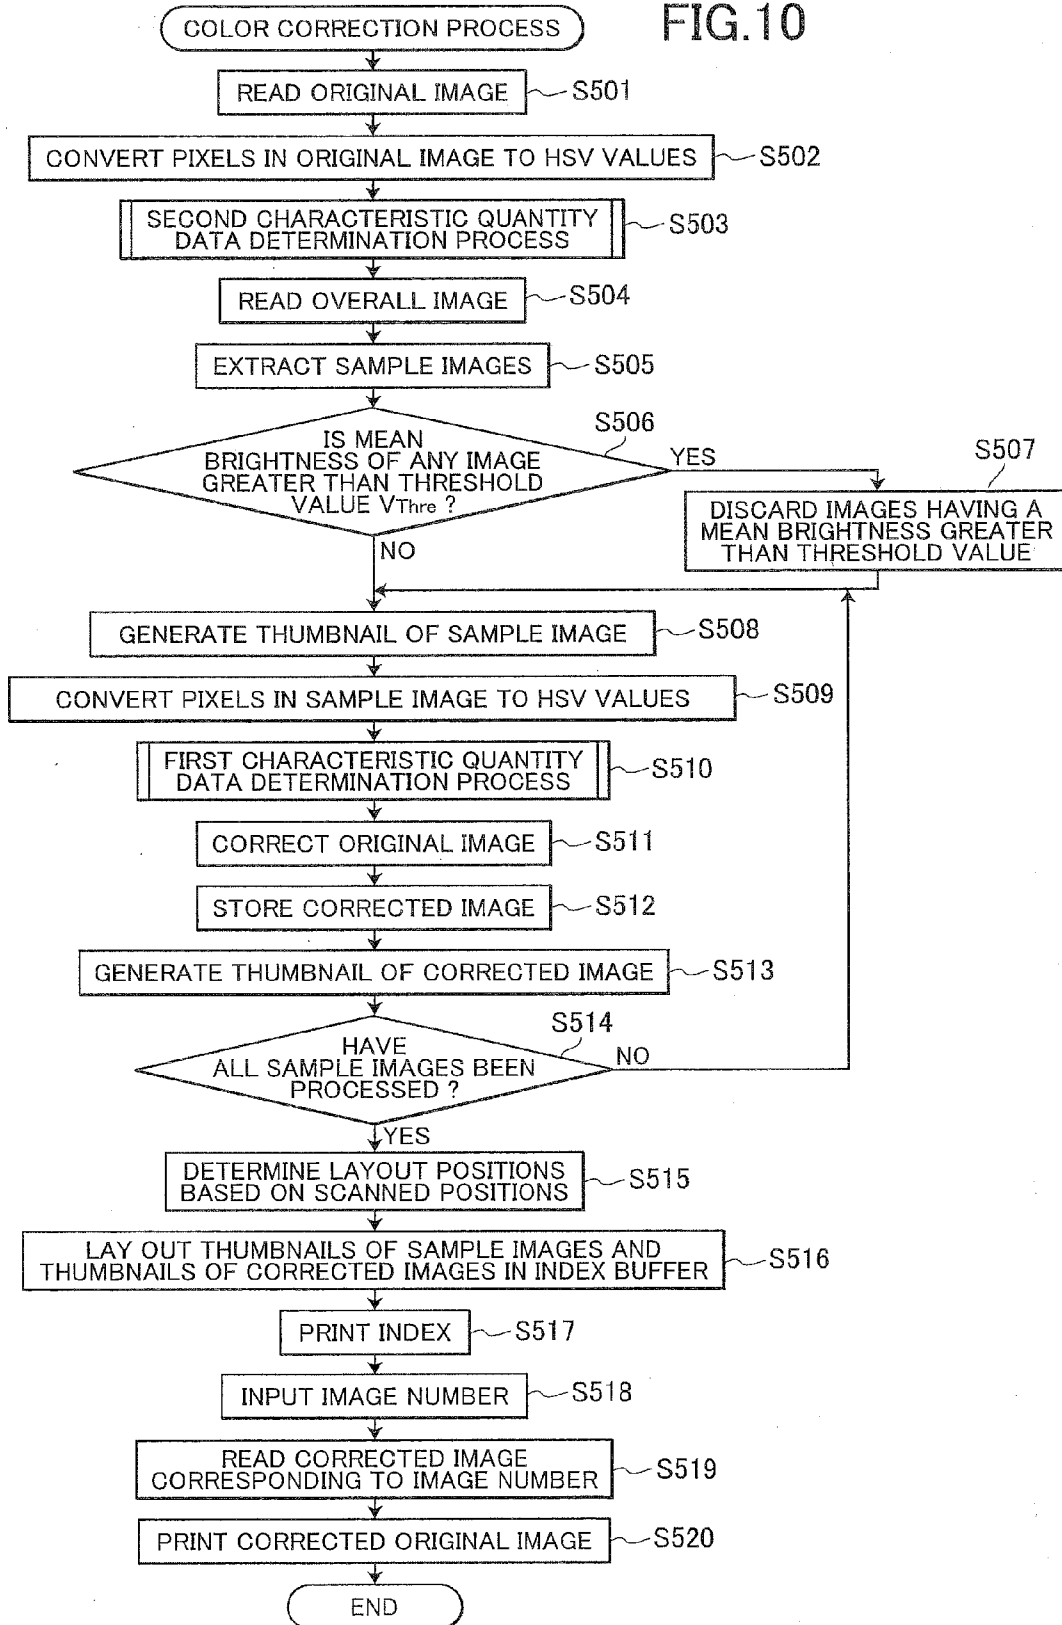 FIG.10
COLOR CORRECTION PROCESS
READ ORIGINAL IMAGE
S501
CONVERT PIXELS IN ORIGINAL IMAGE TO HSV VALUES
S502
SECOND CHARACTERISTIC QUANTITY
DATA DETERMINATION PROCESS
S503
READ OVERALL IMAGE
S504
EXTRACT SAMPLE IMAGES
S505
IS MEAN
BRIGHTNESS OF ANY IMAGE
GREATER THAN THRESHOLD
VALUE VThre ?
S506
YES
NO
S507
DISCARD IMAGES HAVING A
MEAN BRIGHTNESS GREATER
THAN THRESHOLD VALUE
GENERATE THUMBNAIL OF SAMPLE IMAGE
S508
CONVERT PIXELS IN SAMPLE IMAGE TO HSV VALUES
S509
FIRST CHARACTERISTIC QUANTITY
DATA DETERMINATION PROCESS
S510
CORRECT ORIGINAL IMAGE
S511
STORE CORRECTED IMAGE
S512
GENERATE THUMBNAIL OF CORRECTED IMAGE
S513
HAVE
ALL SAMPLE IMAGES BEEN
PROCESSED ?
S514
NO
YES
DETERMINE LAYOUT POSITIONS
BASED ON SCANNED POSITIONS
S515
LAY OUT THUMBNAILS OF SAMPLE IMAGES AND
THUMBNAILS OF CORRECTED IMAGES IN INDEX BUFFER
S516
PRINT INDEX
S517
INPUT IMAGE NUMBER
S518
READ CORRECTED IMAGE
CORRESPONDING TO IMAGE NUMBER
S519
PRINT CORRECTED ORIGINAL IMAGE
S520
END